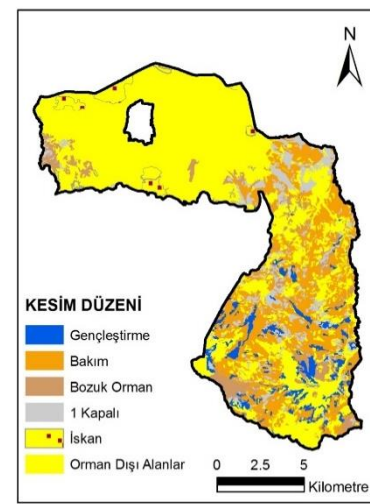 N
KESİM DÜZENİ
Gençleştirme
Bakım
Bozuk Orman
1 Kapalı
İskan
Orman Dışı Alanlar
0 2.5 5
Kilometre